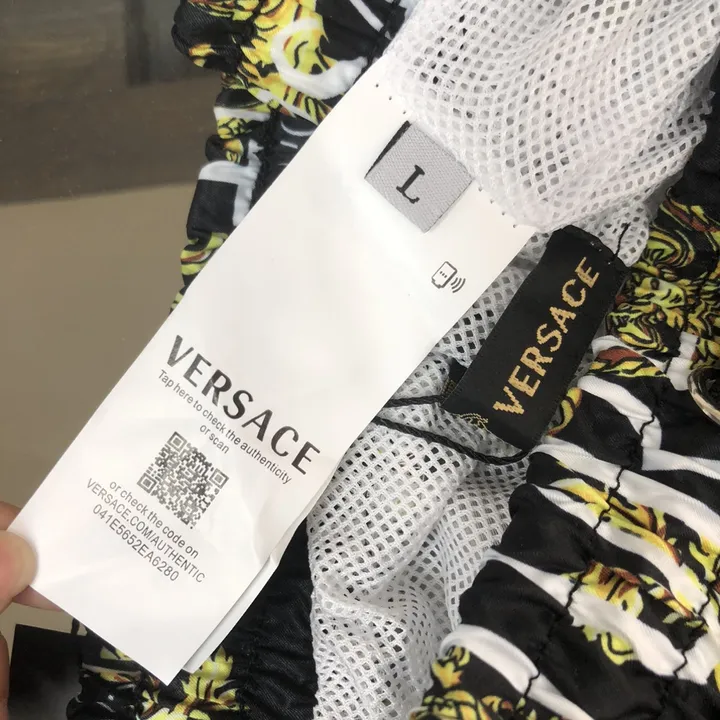 L
VERSACE
Tap here to check the authenticity
or scan
or check the code on
VERSACE.COM/AUTHENTIC
041E5652EA6280
VERSACE